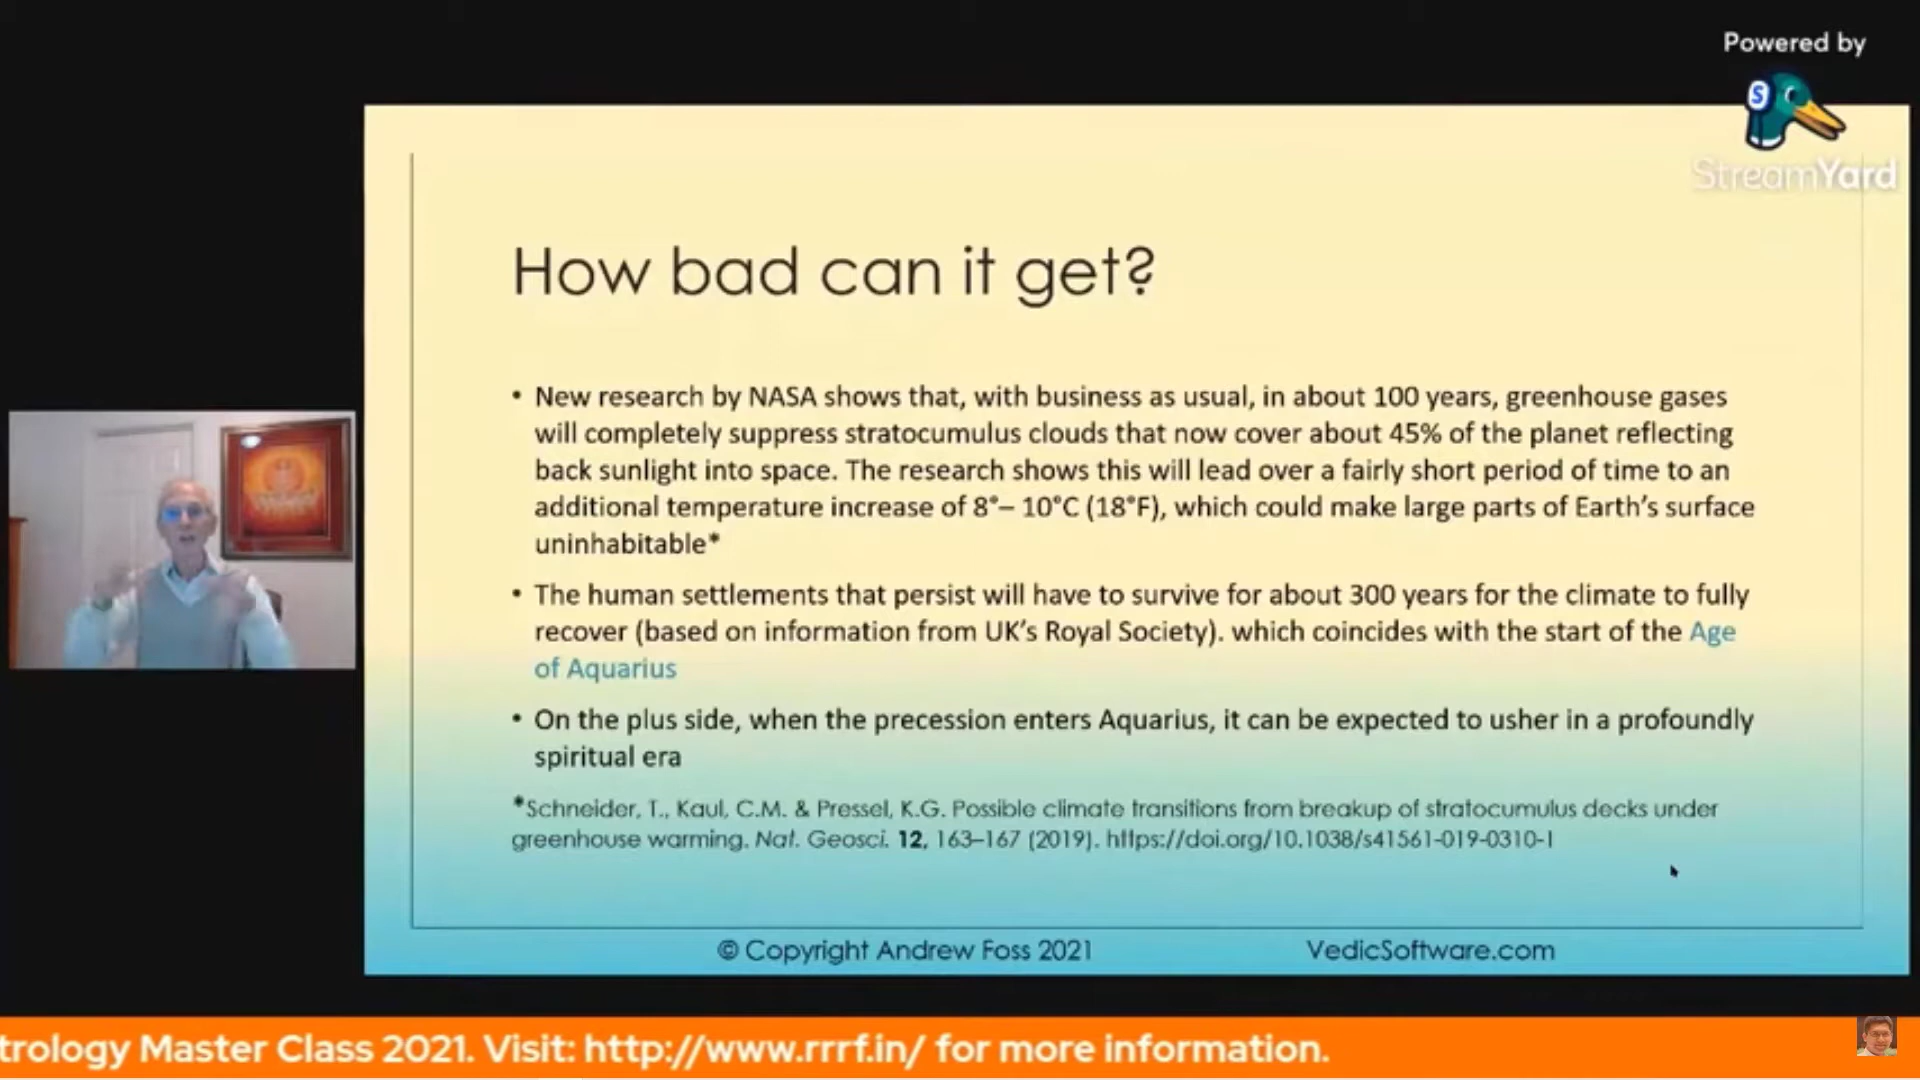 Powered by
StreamYard
How bad can it get?
• New research by NASA shows that, with business as usual, in about 100 years, greenhouse gases
will completely suppress stratocumulus clouds that now cover about 45% of the planet reflecting
back sunlight into space. The research shows this will lead over a fairly short period of time to an
additional temperature increase of 8°– 10°C (18°F), which could make large parts of Earth's surface
uninhabitable*
• The human settlements that persist will have to survive for about 300 years for the climate to fully
recover (based on information from UK's Royal Society). which coincides with the start of the Age
of Aquarius
• On the plus side, when the precession enters Aquarius, it can be expected to usher in a profoundly
spiritual era
*Schneider, T., Kaul, C.M. & Pressel, K.G. Possible climate transitions from breakup of stratocumulus decks under
greenhouse warming. Nat. Geosci. 12, 163–167 (2019). https://doi.org/10.1038/s41561-019-0310-1
© Copyright Andrew Foss 2021 VedicSoftware.com
trology Master Class 2021. Visit: http://www.rrrf.in/ for more information.